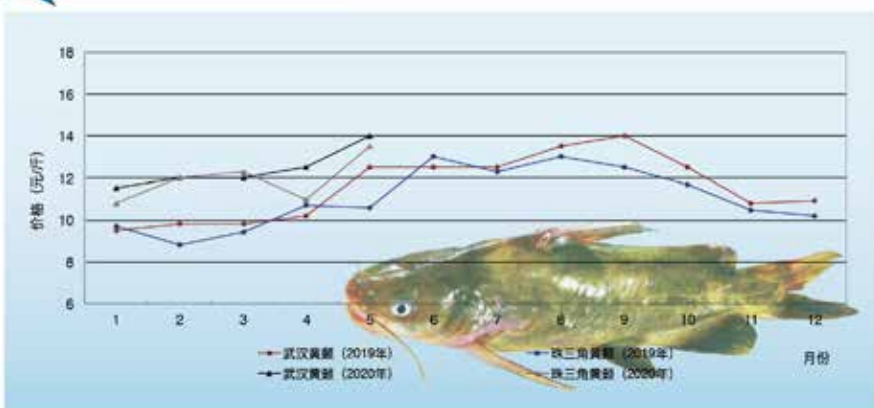 18
16
14
12
10
8
6
价格（元/斤）
1 2 3 4 5 6 7 8 9 10 11 12
月份
武汉黄颡（2019年） 珠三角黄颡（2019年）
武汉黄颡（2020年） 珠三角黄颡（2020年）